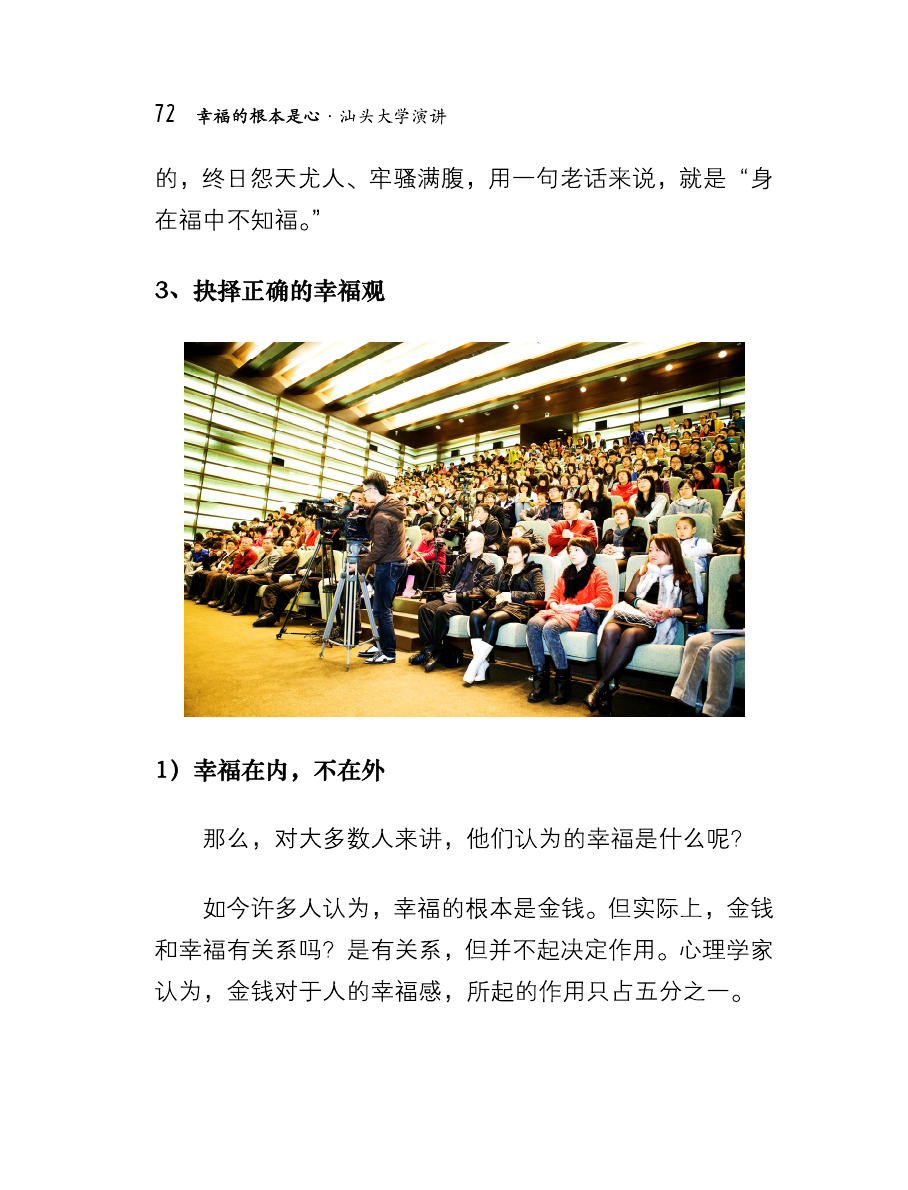 72 幸福的根本是心·汕头大学演讲
的，终日怨天尤人、牢骚满腹，用一句老话来说，就是“身
在福中不知福。”
3、抉择正确的幸福观
1）幸福在内，不在外
那么，对大多数人来讲，他们认为的幸福是什么呢？
如今许多人认为，幸福的根本是金钱。但实际上，金钱
和幸福有关系吗？是有关系，但并不起决定作用。心理学家
认为，金钱对于人的幸福感，所起的作用只占五分之一。